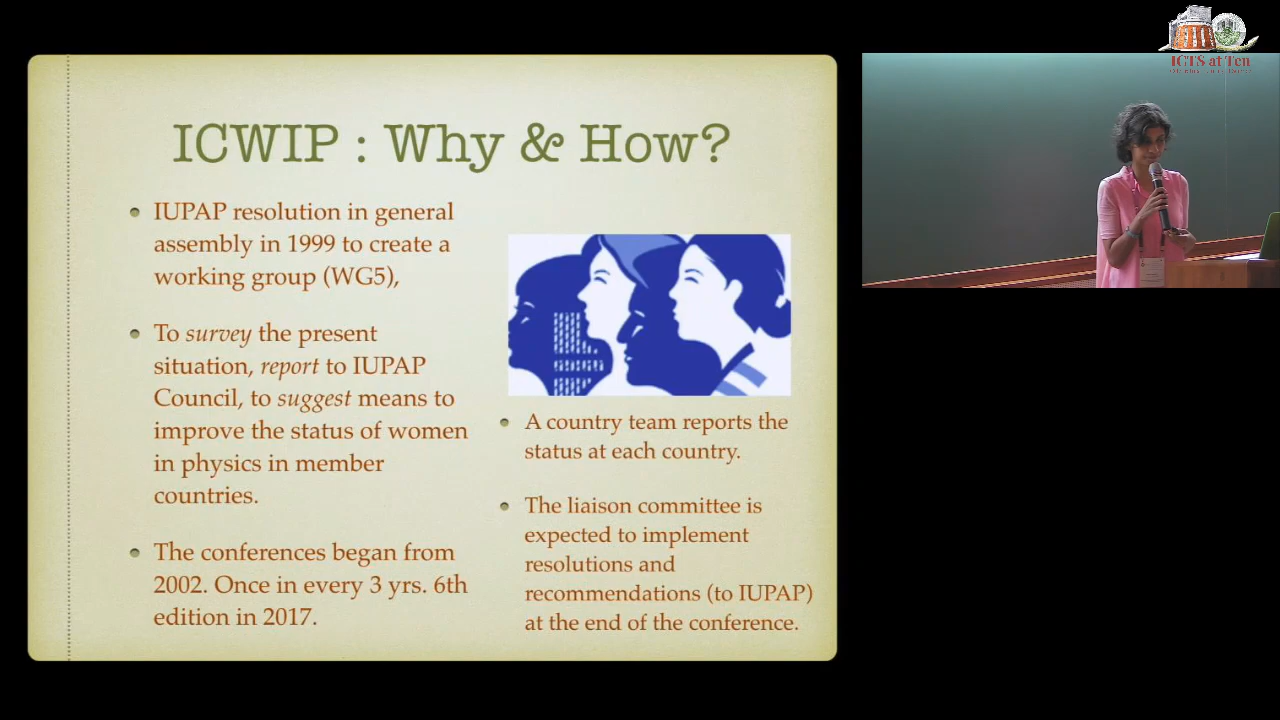 ICWIP : Why & How?
IUPAP resolution in general
assembly in 1999 to create a
working group (WG5),
To survey the present
situation, report to IUPAP
Council, to suggest means to
improve the status of women
in physics in member
countries.
The conferences began from
2002. Once in every 3 yrs. 6th
edition in 2017.
A country team reports the
status at each country.
The liaison committee is
expected to implement
resolutions and
recommendations (to IUPAP)
at the end of the conference.
ICTS at Ten